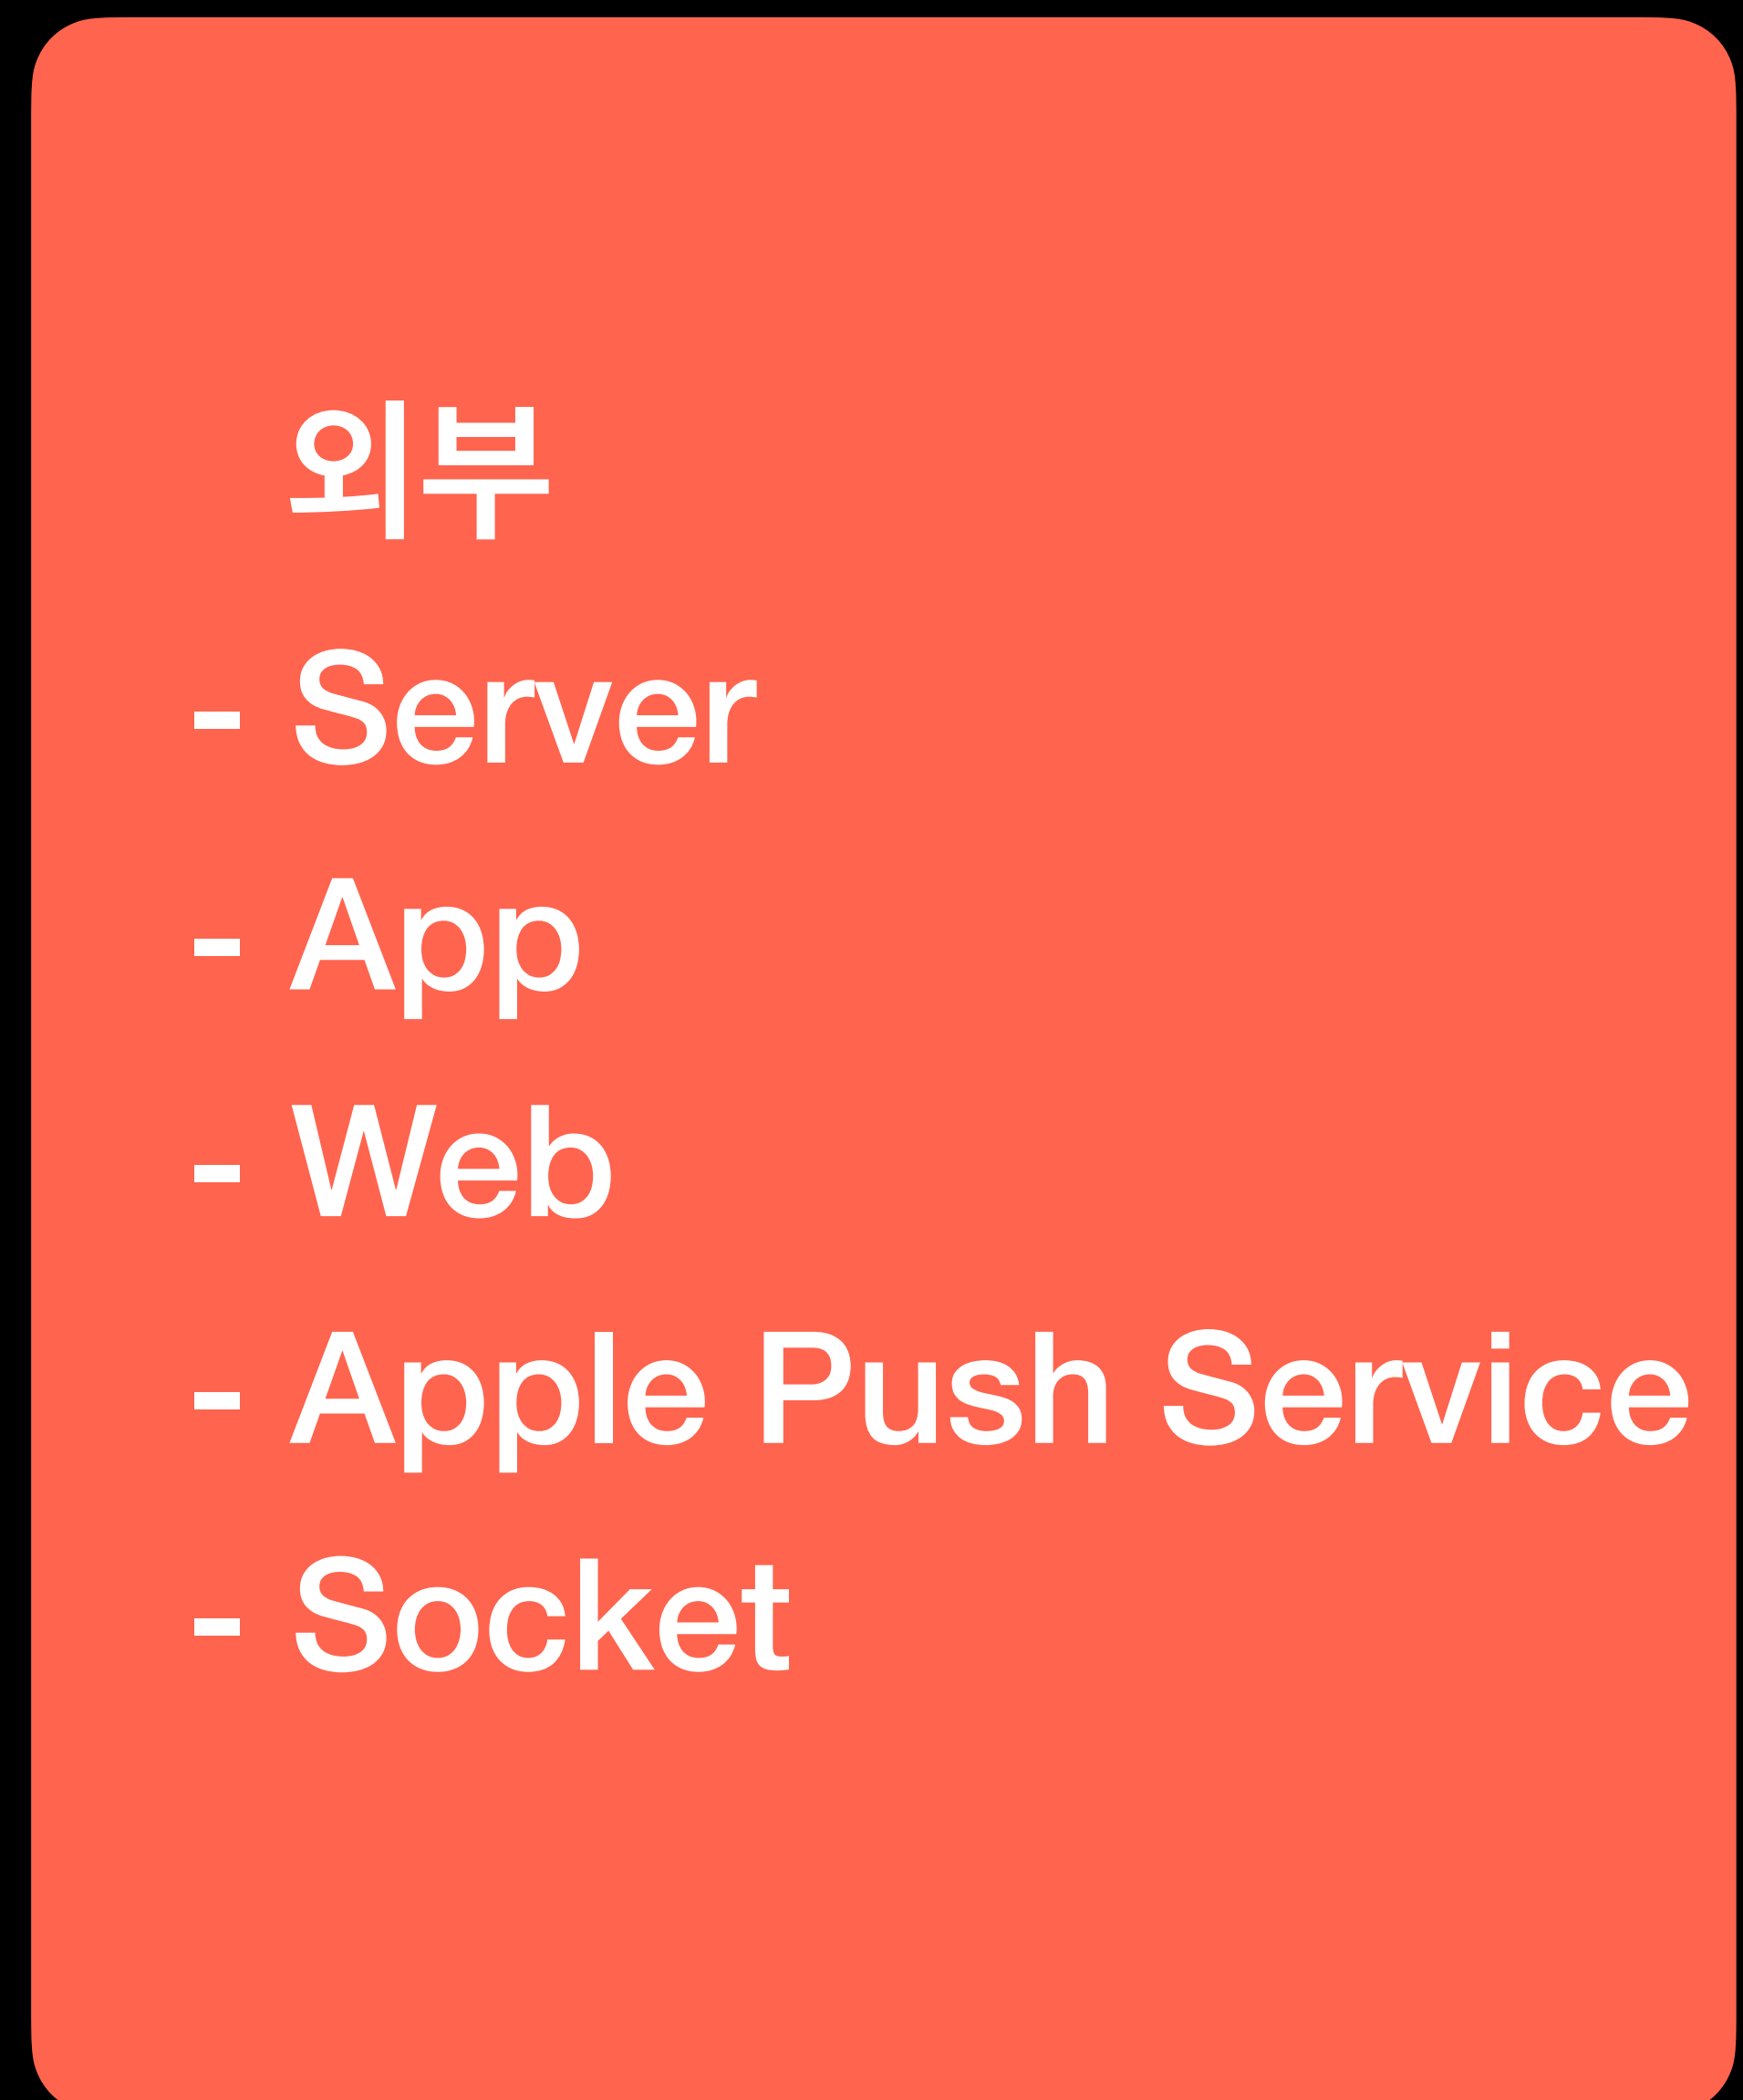 외부
- Server
- App
- Web
- Apple Push Service
- Socket